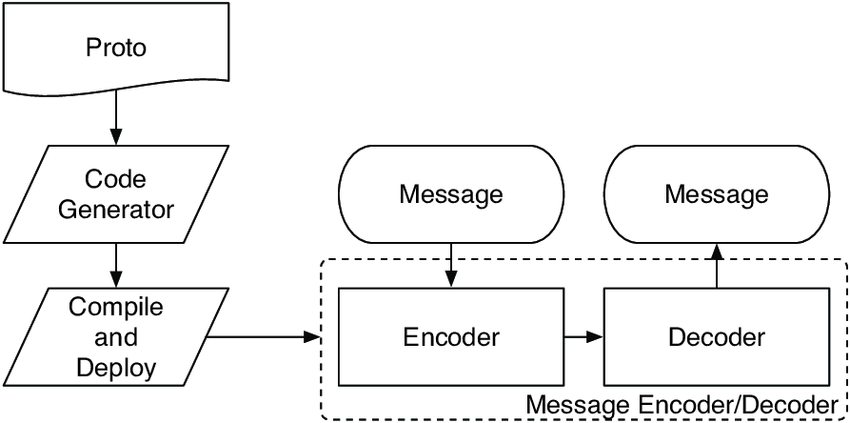 Proto
Code
Generator
Message
Message
Compile
and
Deploy
Encoder
Decoder
Message Encoder/Decoder